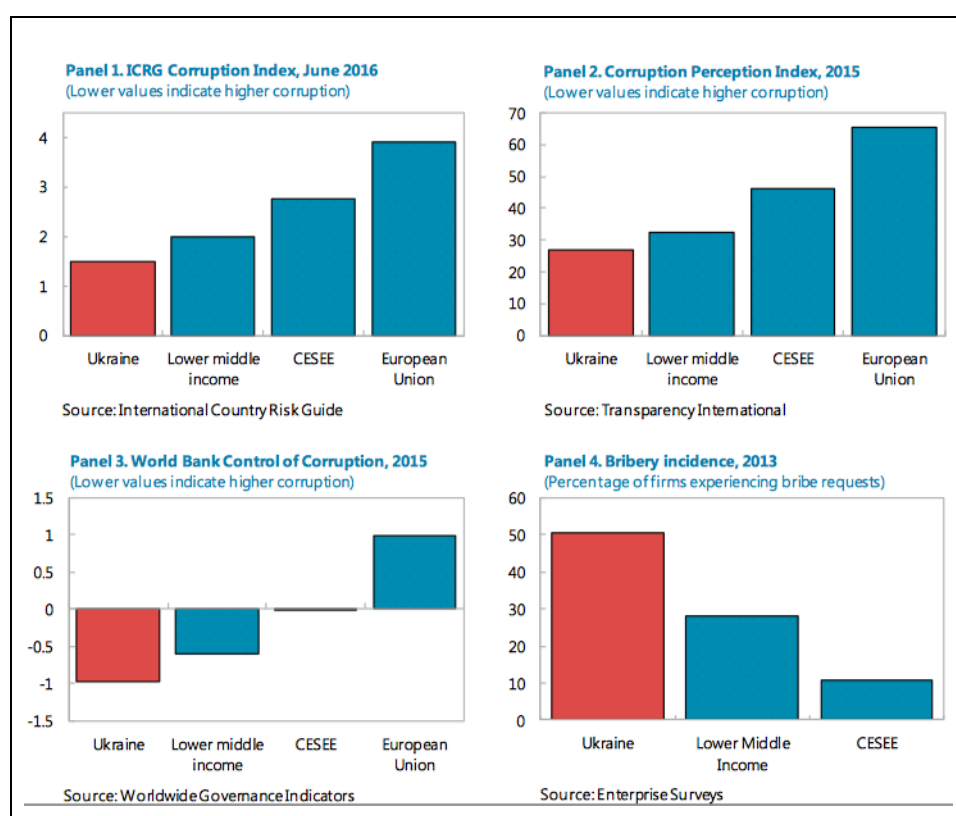 Panel 1. ICRG Corruption Index, June 2016
(Lower values indicate higher corruption)
4
3
2
1
0
Ukraine
Lower middle
income
CESEE
European
Union
Source: International Country Risk Guide
Panel 2. Corruption Perception Index, 2015
(Lower values indicate higher corruption)
70
60
50
40
30
20
10
0
Ukraine
Lower middle
income
CESEE
European
Union
Source: Transparency International
Panel 3. World Bank Control of Corruption, 2015
(Lower values indicate higher corruption)
1.5
1
0.5
0
-0.5
-1
-1.5
Ukraine
Lower middle
income
CESEE
European
Union
Source: Worldwide Governance Indicators
Panel 4. Bribery incidence, 2013
(Percentage of firms experiencing bribe requests)
60
50
40
30
20
10
0
Ukraine
Lower Middle
Income
CESEE
Source: Enterprise Surveys